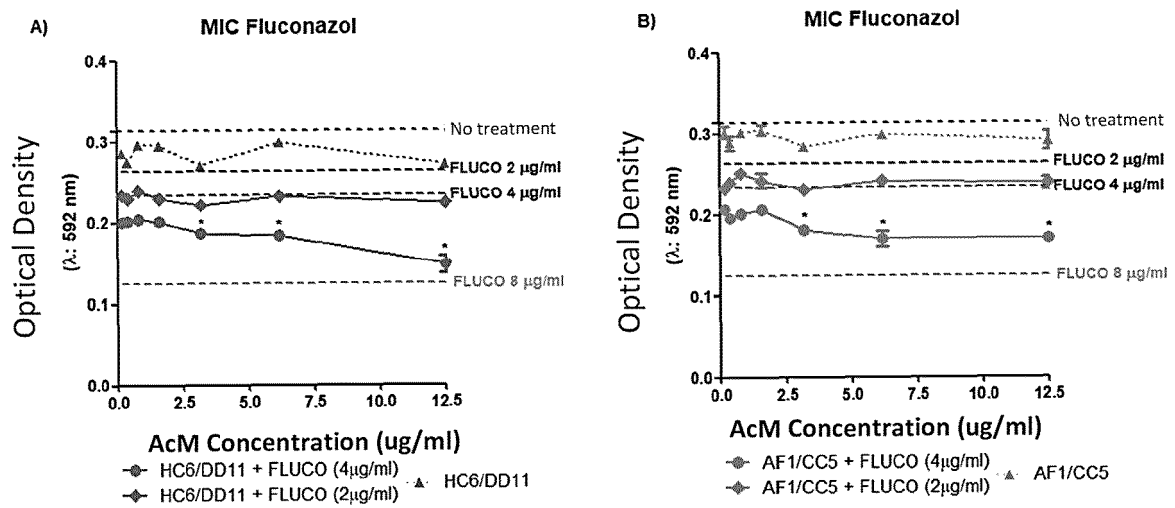 A)
MIC Fluconazol
0.4
0.3
0.2
0.1
0.0
Optical Density
(λ: 592 nm)
No treatment
FLUCO 2 µg/ml
FLUCO 4 µg/ml
FLUCO 8 µg/ml
*
*
*
0.0 2.5 5.0 7.5 10.0 12.5
AcM Concentration (ug/ml)
HC6/DD11 + FLUCO (4µg/ml)
HC6/DD11 + FLUCO (2µg/ml)
HC6/DD11
B)
MIC Fluconazol
0.4
0.3
0.2
0.1
0.0
Optical Density
(λ: 592 nm)
No treatment
FLUCO 2 µg/ml
FLUCO 4 µg/ml
FLUCO 8 µg/ml
*
*
*
0.0 2.5 5.0 7.5 10.0 12.5
AcM Concentration (ug/ml)
AF1/CC5 + FLUCO (4µg/ml)
AF1/CC5 + FLUCO (2µg/ml)
AF1/CC5